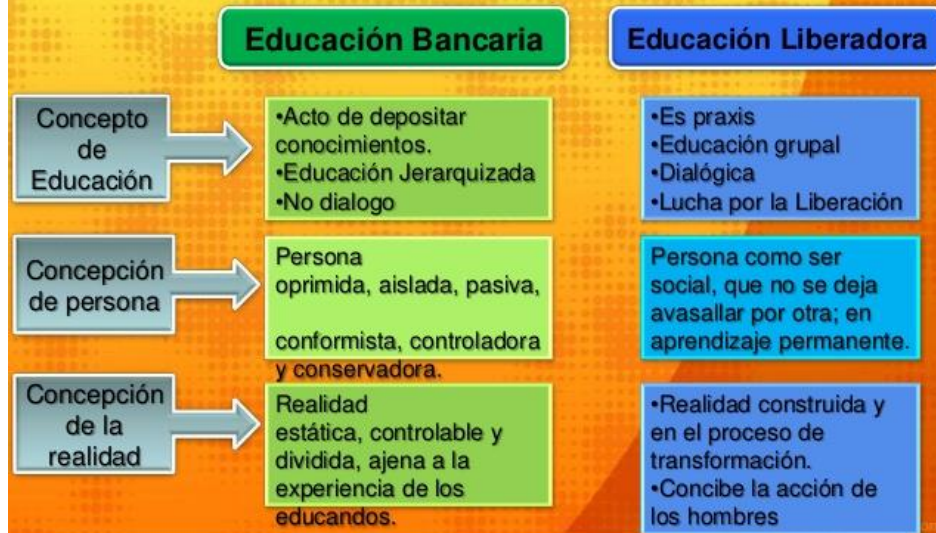 Educación Bancaria
Educación Liberadora
Concepto
de
Educación
•Acto de depositar
conocimientos.
•Educación Jerarquizada
•No dialogo
•Es praxis
•Educación grupal
•Dialógica
•Lucha por la Liberación
Concepción
de persona
Persona
oprimida, aislada, pasiva,
conformista, controladora
y conservadora.
Persona como ser
social, que no se deja
avasallar por otra; en
aprendizaje permanente.
Concepción
de la
realidad
Realidad
estática, controlable y
dividida, ajena a la
experiencia de los
educandos.
•Realidad construida y
en el proceso de
transformación.
•Concibe la acción de
los hombres